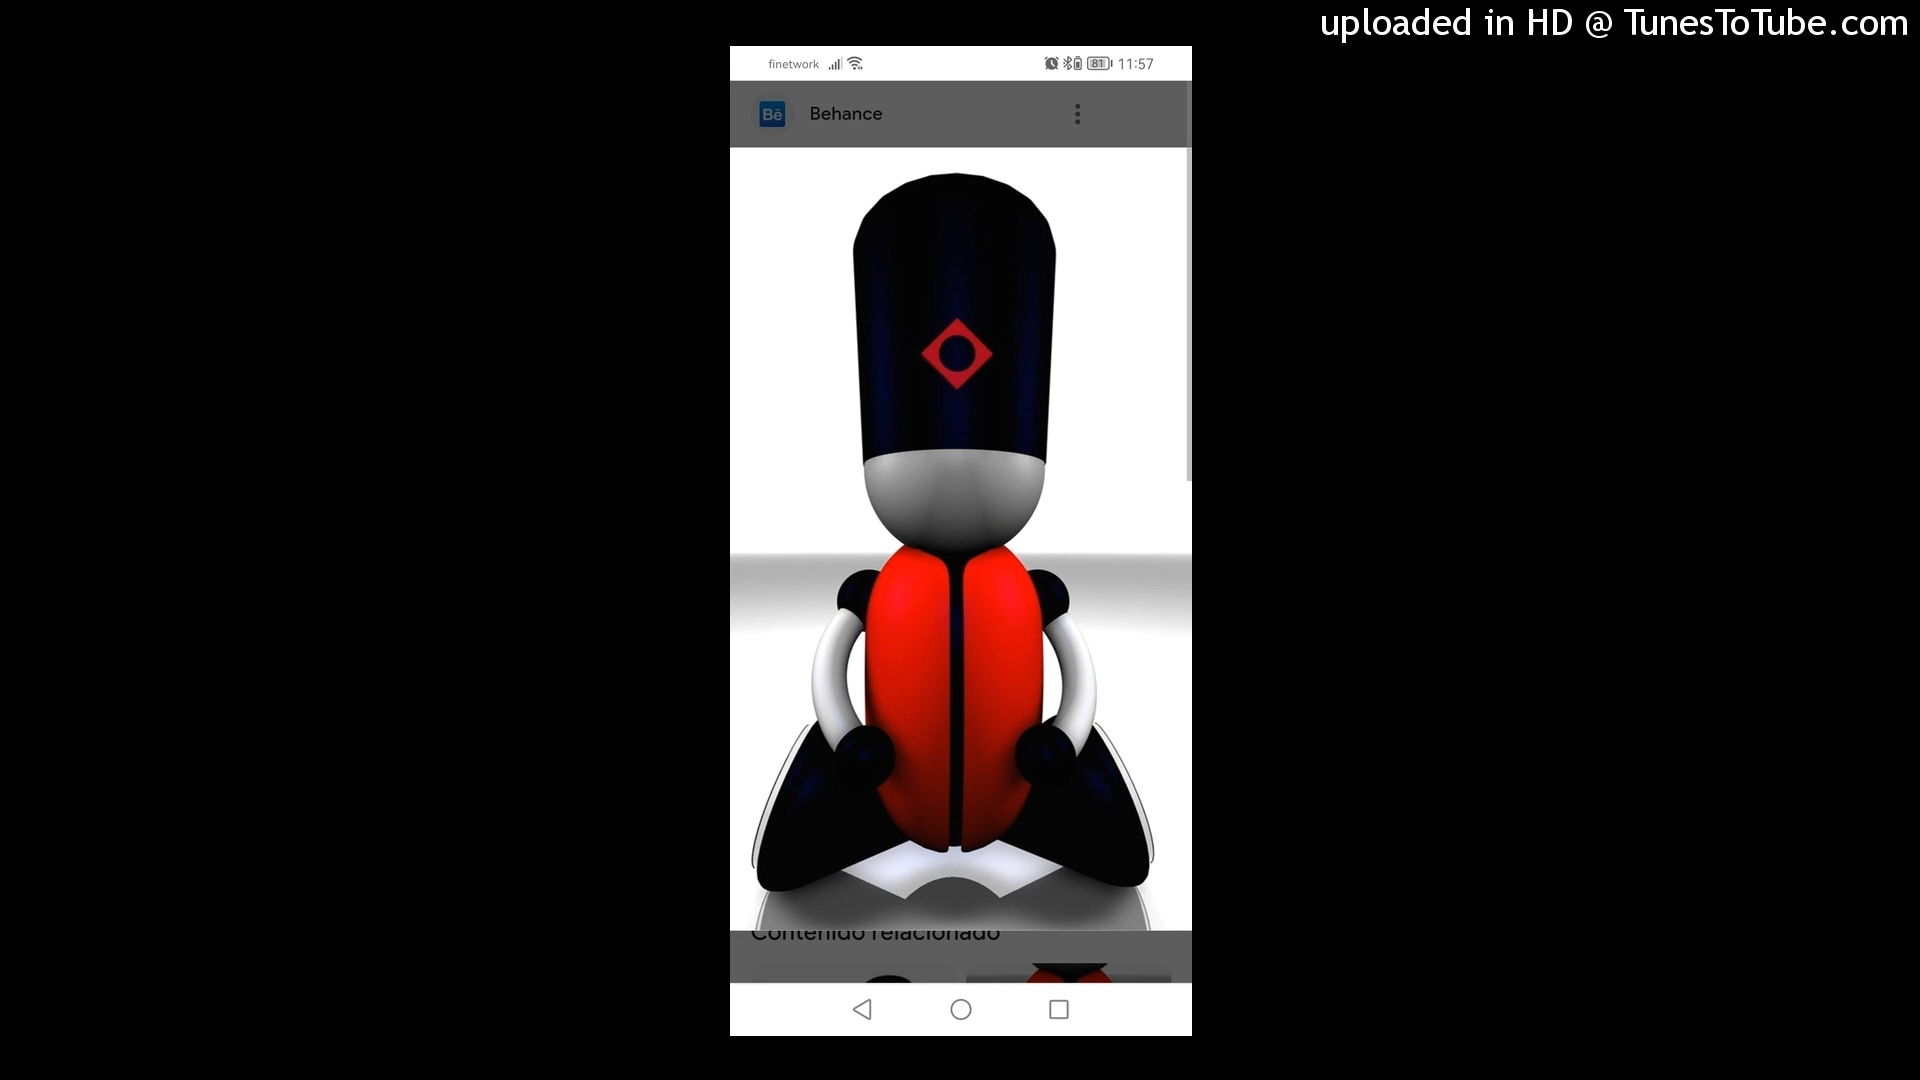 uploaded in HD @ TunesToTube.com
finetwork 81 11:57
Bē Behance
Contenido relacionado